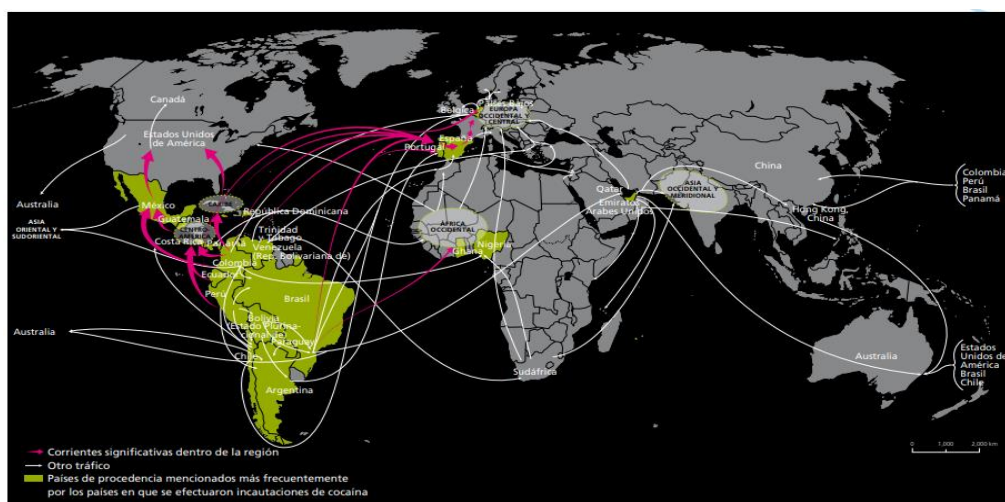 Canadá
Estados Unidos
de América
Australia
ASIA
ORIENTAL Y
SUDORIENTAL
México
CARIBE
Guatemala
República Dominicana
CENTRO-
AMÉRICA
Costa Rica
Panamá
Trinidad
y Tabago
Venezuela
(Rep. Bolivariana de)
Colombia
Ecuador
Perú
Brasil
Bolivia
(Estado Plurina-
cional de)
Paraguay
Australia
Chile
Argentina
Bélgica
Países Bajos
EUROPA
OCCIDENTAL Y
CENTRAL
España
Portugal
ÁFRICA
OCCIDENTAL
Nigeria
Ghana
Sudáfrica
Qatar
Emiratos
Árabes Unidos
ASIA
OCCIDENTAL Y
MERIDIONAL
China
Hong Kong,
China
Colombia
Perú
Brasil
Panamá
Australia
Estados
Unidos de
América
Brasil
Chile
Corrientes significativas dentro de la región
Otro tráfico
Países de procedencia mencionados más frecuentemente
por los países en que se efectuaron incautaciones de cocaína
0 1,000 2,000 km